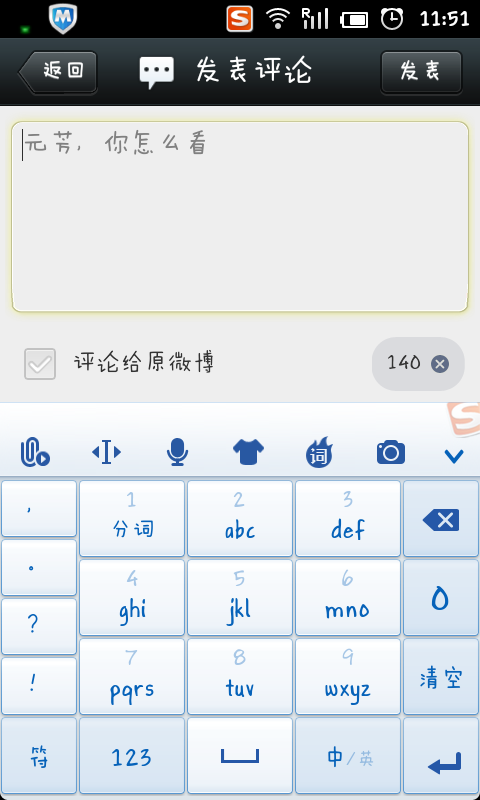 11:51
返回
发表评论
发表
元芳，你怎么看
评论给原微博
140
词
,
1
分词
2
abc
3
def
。
4
ghi
5
jkl
6
mno
0
?
7
pqrs
8
tuv
9
wxyz
清空
!
符
123
中/英